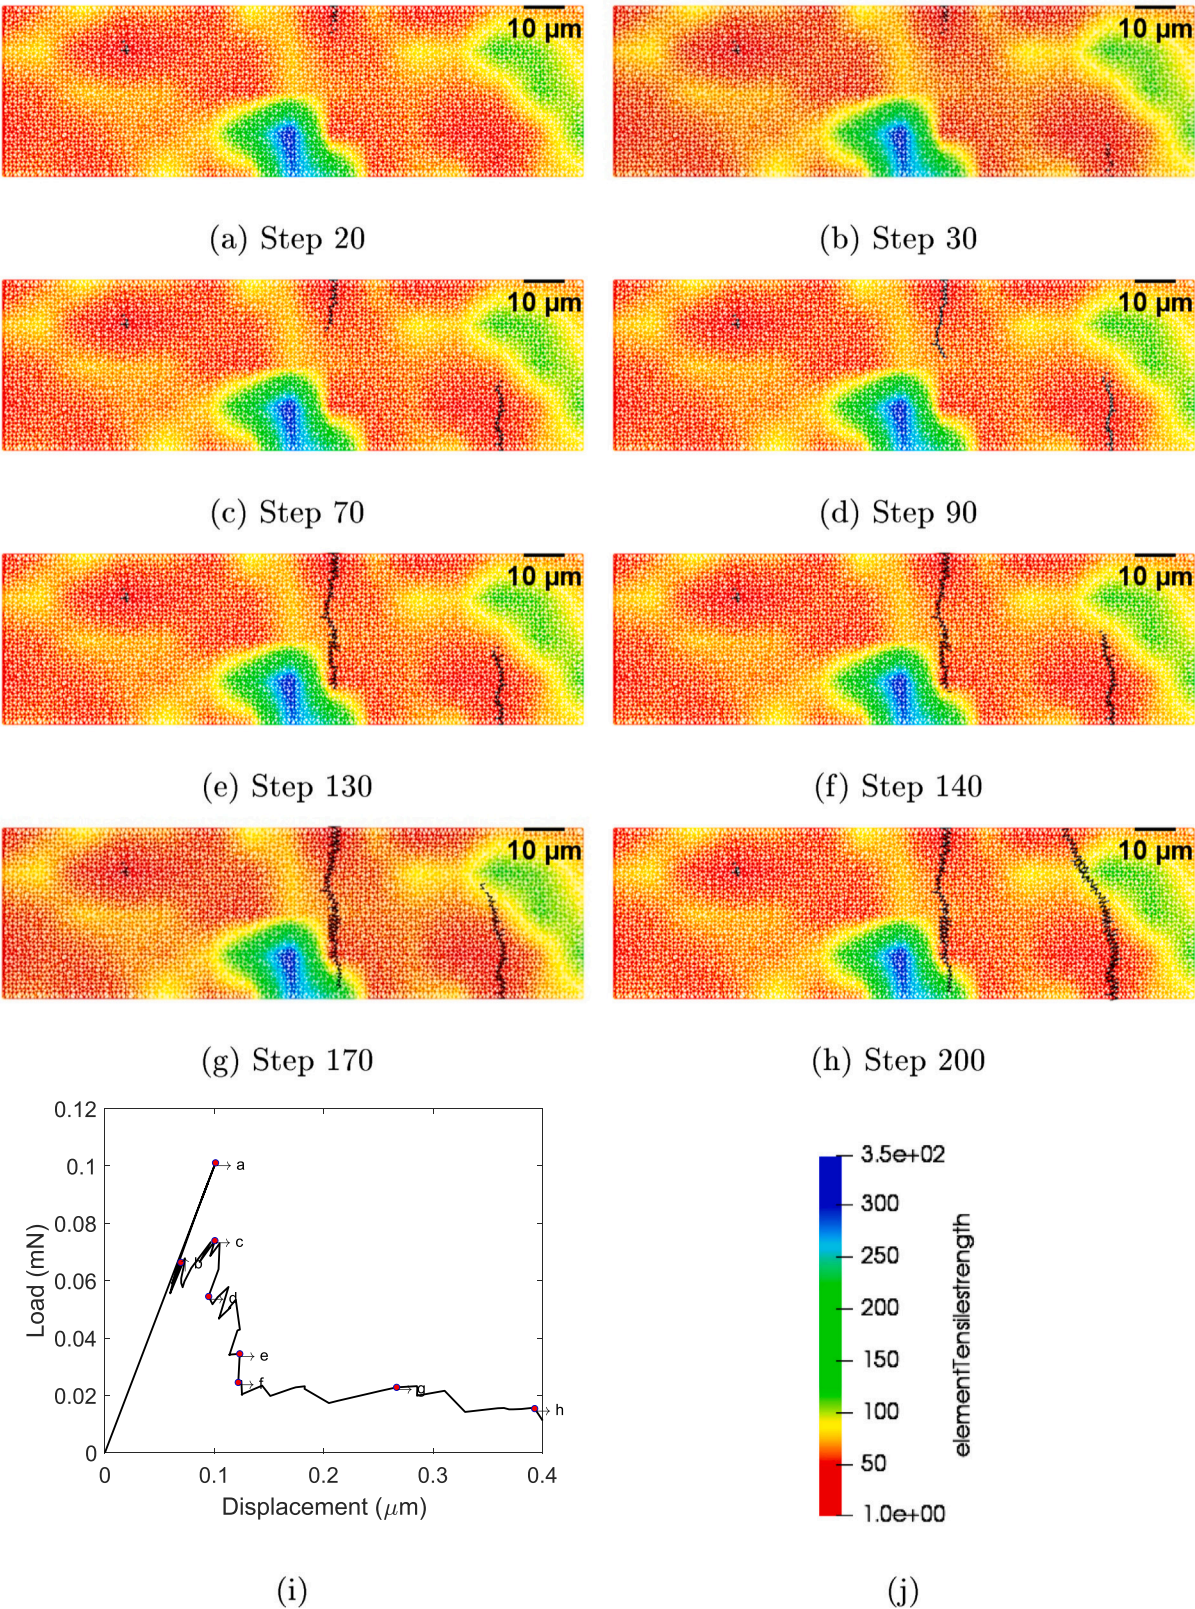 10 µm
10 µm
(a) Step 20
(b) Step 30
10 µm
10 µm
(c) Step 70
(d) Step 90
10 µm
10 µm
(e) Step 130
(f) Step 140
10 µm
10 µm
(g) Step 170
(h) Step 200
0.12
0.1
0.08
0.06
0.04
0.02
0
Load (mN)
a
b
c
d
e
f
g
h
0
0.1
0.2
0.3
0.4
Displacement (μm)
(i)
3.5e+02
300
250
200
150
100
50
1.0e+00
elementTensilestrength
(j)